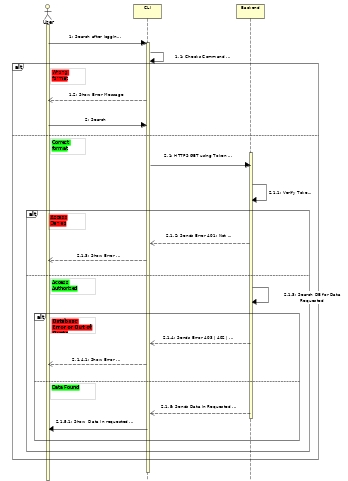 User
CLI
Backend
1: Search after loggin...
1.1: Checks Command ...
alt
Wrong
format
1.2: Show Error Message
2: Search
Correct
format
2.1: HTTPS GET using Token ...
2.1.1: Verify Toke...
alt
Access
Denied
2.1.2: Sends Error 401: Not ...
2.1.3: Show Error ...
Access
Authorized
2.1.3: Search DB for Data
Requested
alt
Database
Error or Out of
2.1.4: Sends Error 403 ( 402 ) ...
2.1.4.1: Show Error ...
Data Found
2.1.5: Sends Data in Requested ...
2.1.5.1: Show Data in requested ...